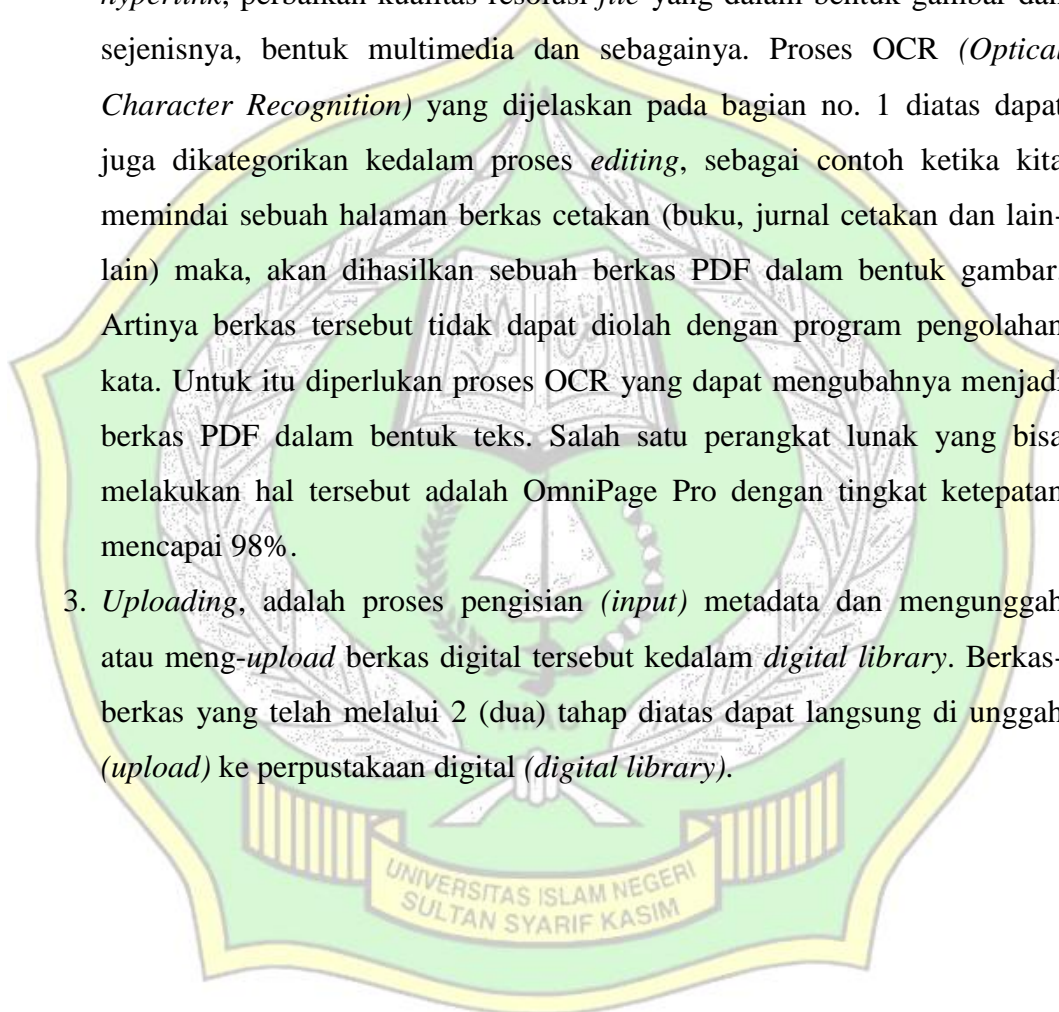 hyperlink, perbaikan kualitas resolusi file yang dalam bentuk gambar dan
sejenisnya, bentuk multimedia dan sebagainya. Proses OCR (Optical
Character Recognition) yang dijelaskan pada bagian no. 1 diatas dapat
juga dikategorikan kedalam proses editing, sebagai contoh ketika kita
memindai sebuah halaman berkas cetakan (buku, jurnal cetakan dan lain-
lain) maka, akan dihasilkan sebuah berkas PDF dalam bentuk gambar.
Artinya berkas tersebut tidak dapat diolah dengan program pengolahan
kata. Untuk itu diperlukan proses OCR yang dapat mengubahnya menjadi
berkas PDF dalam bentuk teks. Salah satu perangkat lunak yang bisa
melakukan hal tersebut adalah OmniPage Pro dengan tingkat ketepatan
mencapai 98%.
3. Uploading, adalah proses pengisian (input) metadata dan mengunggah
atau meng-upload berkas digital tersebut kedalam digital library. Berkas-
berkas yang telah melalui 2 (dua) tahap diatas dapat langsung di unggah
RIAU
(upload) ke perpustakaan digital (digital library).
UNIVERSITAS ISLAM NEGERI
SULTAN SYARIF KASIM